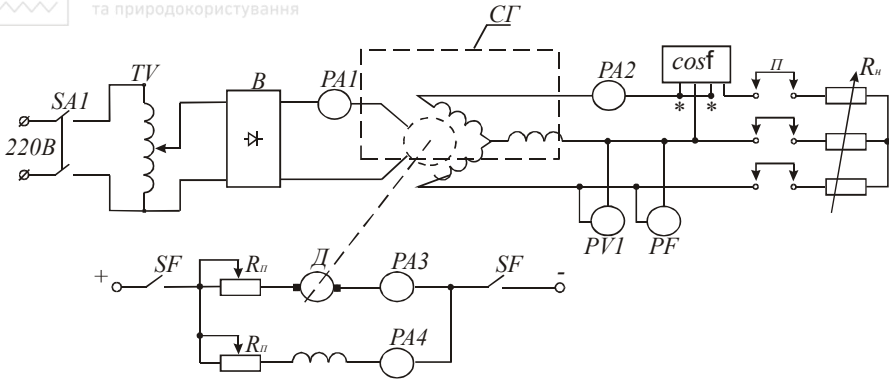 та природокористування
СГ
TV
SA1
В
PA1
PA2
cosf
П
Rн
* *
220В
PV1
PF
+
SF
Rп
Д
PA3
SF
-
Rп
PA4